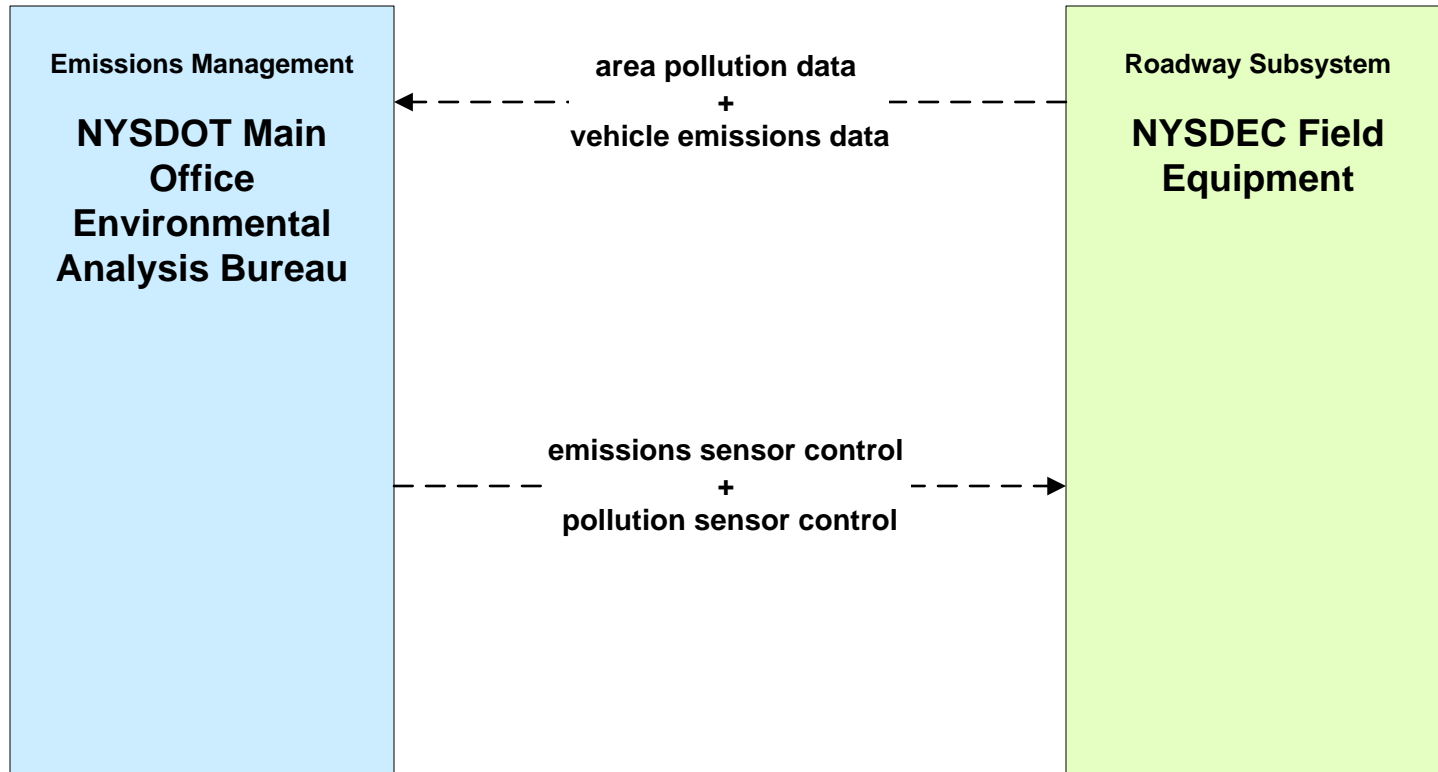 Emissions Management
NYSDOT Main
Office
Environmental
Analysis Bureau
area pollution data
+
vehicle emissions data
emissions sensor control
+
pollution sensor control
Roadway Subsystem
NYSDEC Field
Equipment